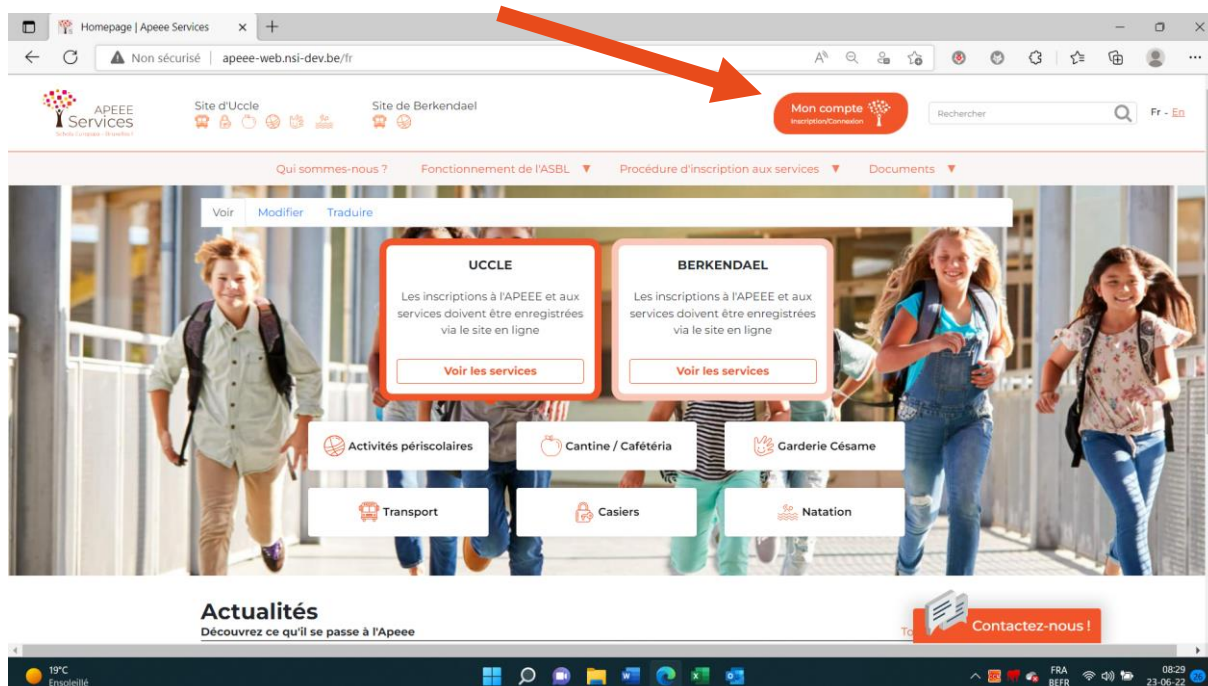 Homepage | Apeee Services
Non sécurisé | apeee-web.nsi-dev.be/fr
APEEE
Services
Site d'Uccle
Site de Berkendael
Mon compte
Inscription/Connexion
Rechercher
Fr - En
Qui sommes-nous ? Fonctionnement de l'ASBL ▼ Procédure d'inscription aux services ▼ Documents ▼
Voir Modifier Traduire
UCCLE
Les inscriptions à l'APEEE et aux
services doivent être enregistrées
via le site en ligne
Voir les services
BERKENDAEL
Les inscriptions à l'APEEE et aux
services doivent être enregistrées
via le site en ligne
Voir les services
Activités périscolaires
Cantine / Cafétéria
Garderie Césame
Transport
Casiers
Natation
Actualités
Découvrez ce qu'il se passe à l'Apeee
Contactez-nous !
19°C
Ensoleillé
FRA
BEFR
08:29
23-06-22
26